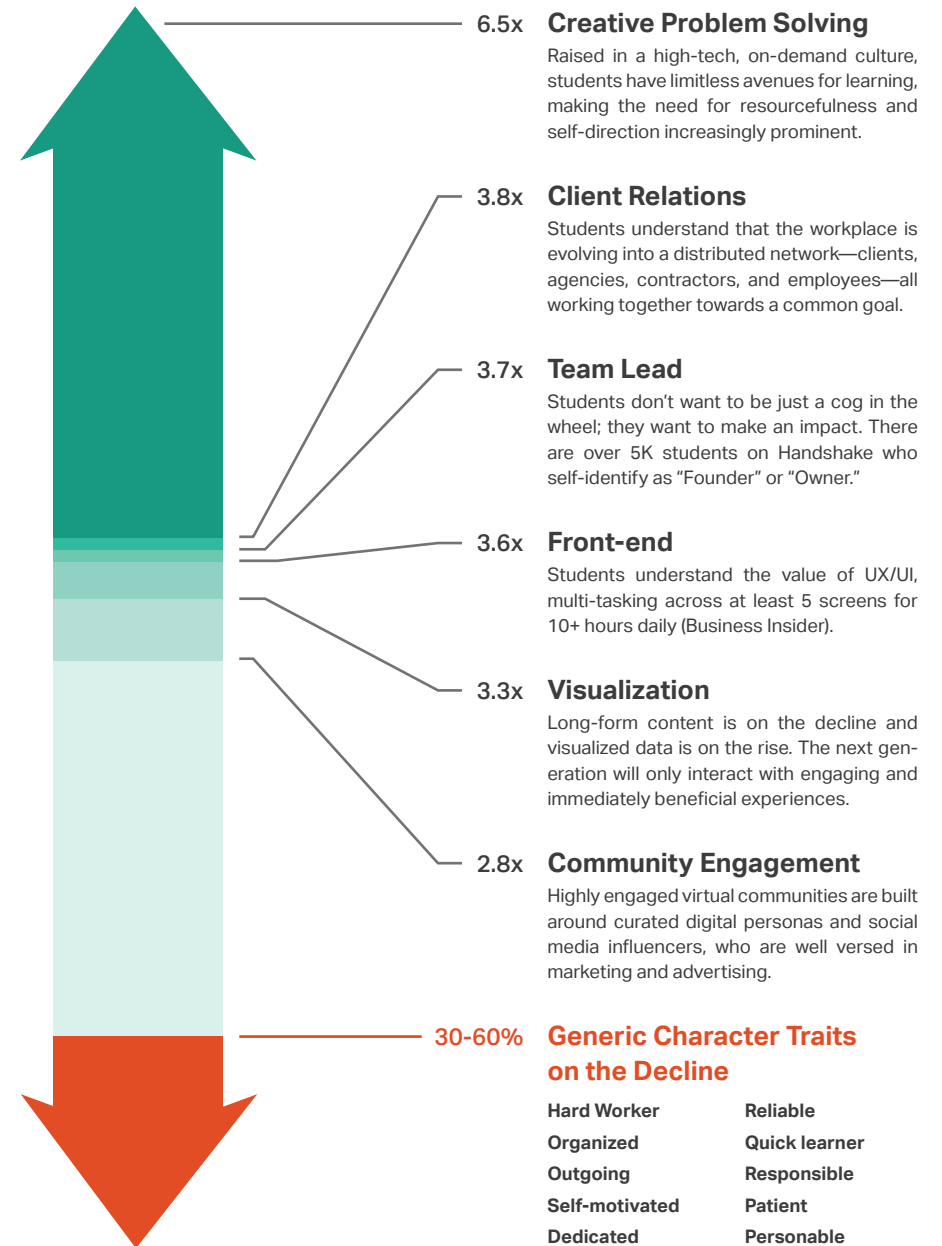 6.5x Creative Problem Solving
Raised in a high-tech, on-demand culture,
students have limitless avenues for learning,
making the need for resourcefulness and
self-direction increasingly prominent.
3.8x Client Relations
Students understand that the workplace is
evolving into a distributed network—clients,
agencies, contractors, and employees—all
working together towards a common goal.
3.7x Team Lead
Students don’t want to be just a cog in the
wheel; they want to make an impact. There
are over 5K students on Handshake who
self-identify as “Founder” or “Owner.”
3.6x Front-end
Students understand the value of UX/UI,
multi-tasking across at least 5 screens for
10+ hours daily (Business Insider).
3.3x Visualization
Long-form content is on the decline and
visualized data is on the rise. The next gen-
eration will only interact with engaging and
immediately beneficial experiences.
2.8x Community Engagement
Highly engaged virtual communities are built
around curated digital personas and social
media influencers, who are well versed in
marketing and advertising.
30-60% Generic Character Traits
on the Decline
Hard Worker Reliable
Organized Quick learner
Outgoing Responsible
Self-motivated Patient
Dedicated Personable